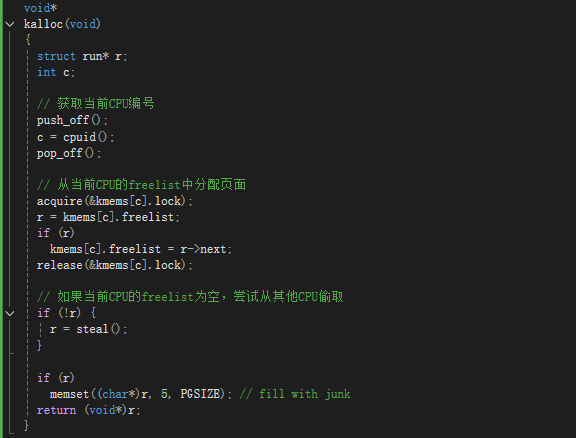 void*
kalloc(void)
{
  struct run* r;
  int c;

  // 获取当前CPU编号
  push_off();
  c = cpuid();
  pop_off();

  // 从当前CPU的freelist中分配页面
  acquire(&kmems[c].lock);
  r = kmems[c].freelist;
  if (r)
    kmems[c].freelist = r->next;
  release(&kmems[c].lock);

  // 如果当前CPU的freelist为空，尝试从其他CPU偷取
  if (!r) {
    r = steal();
  }

  if (r)
    memset((char*)r, 5, PGSIZE); // fill with junk
  return (void*)r;
}